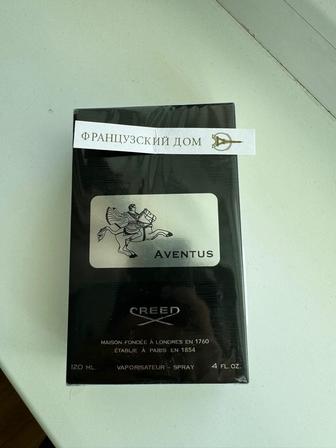 ФРАНЦУЗСКИЙ ДОМ
AVENTUS
CREED
MAISON FONDÉE À LONDRES EN 1760
ÉTABLIE À PARIS EN 1854
120 ML. VAPORISATEUR - SPRAY 4 FL. OZ.